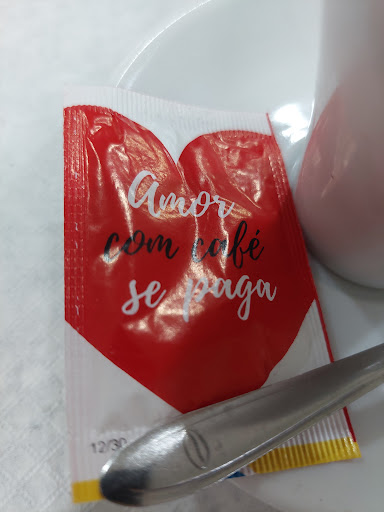 Amor
com café
se paga
12/30